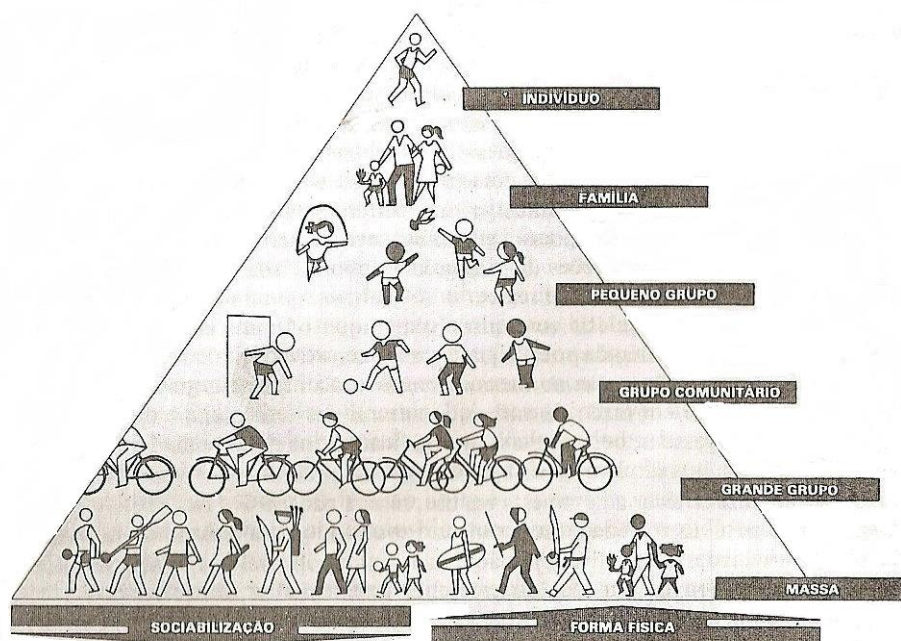 INDIVÍDUO
FAMÍLIA
PEQUENO GRUPO
GRUPO COMUNITÁRIO
GRANDE GRUPO
MASSA
SOCIABILIZAÇÃO
FORMA FÍSICA